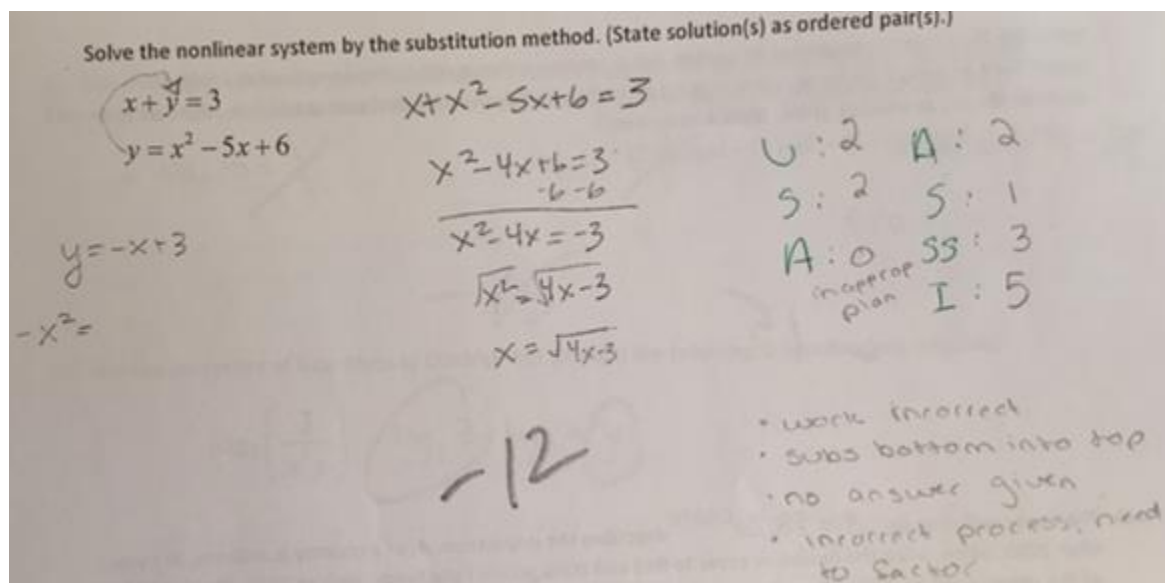 Solve the nonlinear system by the substitution method. (State solution(s) as ordered pair(s).)
x + y = 3
y = x² – 5x + 6
y = -x + 3
-x² =
x + x² - 5x + 6 = 3
x² - 4x + 6 = 3
-6 -6
x² - 4x = -3
√x² = √4x - 3
x = √4x - 3
-12
U : 2 A : 2
S : 2 S : 1
A : 0 SS : 3
inapprop
plan
I : 5
• work incorrect
• subs bottom into top
• no answer given
• incorrect process, need
to factor